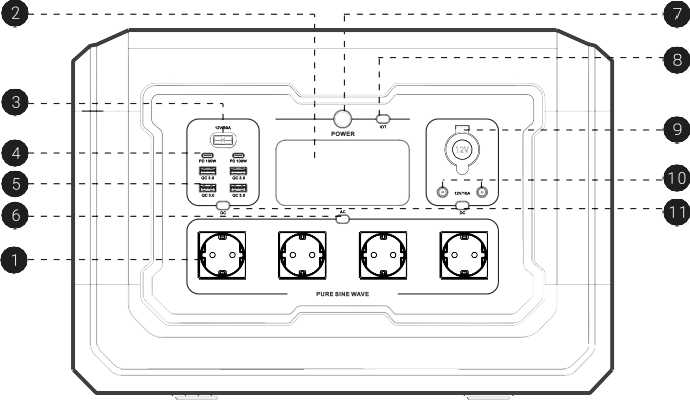 2
7
8
3
12V/30A
POWER
IOT
9
12V
4
PD 100W
PD 100W
5
QC 3.0
QC 3.0
QC 3.0
QC 3.0
10
12V/10A
DC
DC
11
6
AC
1
PURE SINE WAVE